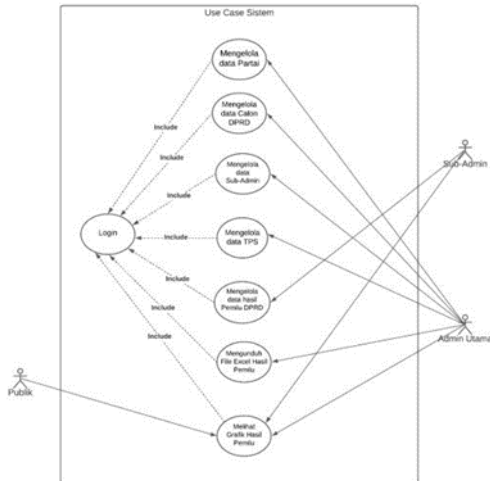 Use Case Sistem
Mengelola
data Partai
Mengelola
data Calon
DPRD
Include
Include
Mengelola
data
Sub-Admin
Include
Sub-Admin
Login
Include
Mengelola
data TPS
Include
Mengelola
data hasil
Pemilu DPRD
Include
Admin Utama
Mengunduh
File Excel Hasil
Pemilu
Include
Publik
Melihat
Grafik Hasil
Pemilu